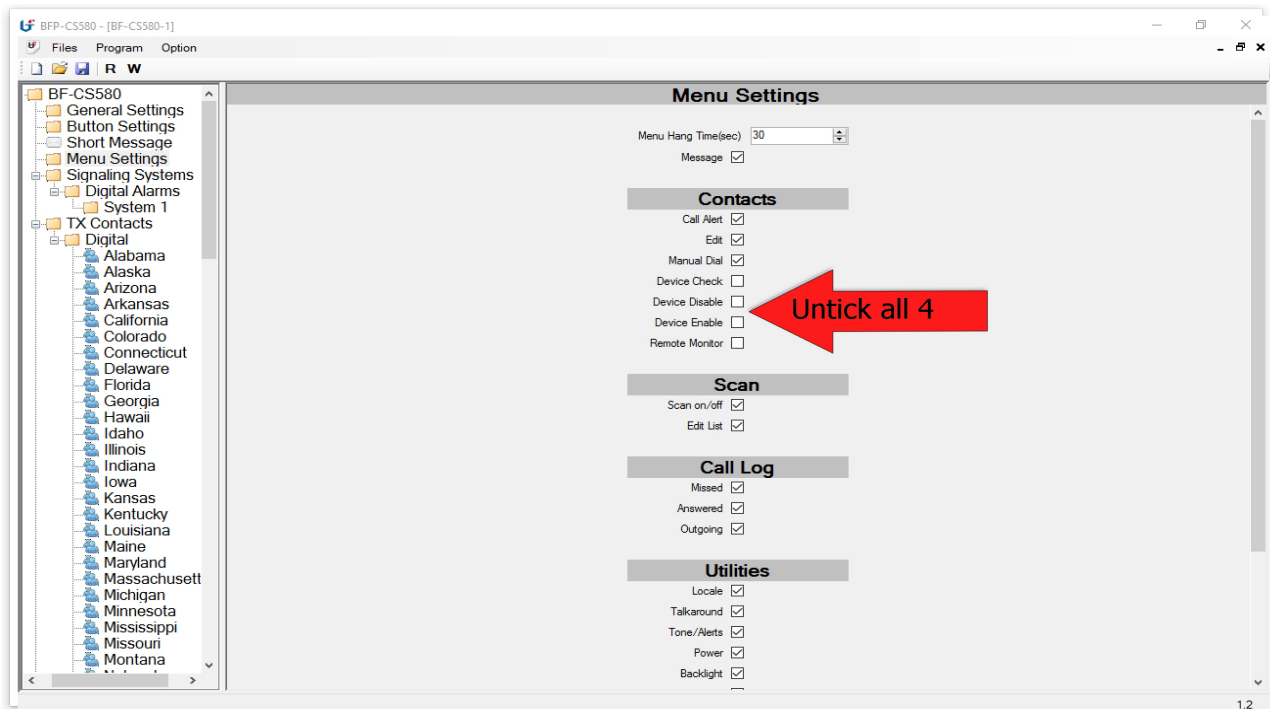 BFP-CS580 - [BF-CS580-1]
Files Program Option
R W
BF-CS580
General Settings
Button Settings
Short Message
Menu Settings
Signaling Systems
Digital Alarms
System 1
TX Contacts
Digital
Alabama
Alaska
Arizona
Arkansas
California
Colorado
Connecticut
Delaware
Florida
Georgia
Hawaii
Idaho
Illinois
Indiana
Iowa
Kansas
Kentucky
Louisiana
Maine
Maryland
Massachusett
Michigan
Minnesota
Mississippi
Missouri
Montana
Menu Settings
Menu Hang Time(sec) 30
Message
Contacts
Call Alert
Edit
Manual Dial
Device Check
Device Disable
Device Enable
Remote Monitor
Untick all 4
Scan
Scan on/off
Edit List
Call Log
Missed
Answered
Outgoing
Utilities
Locale
Talkaround
Tone/Alerts
Power
Backlight
1.2